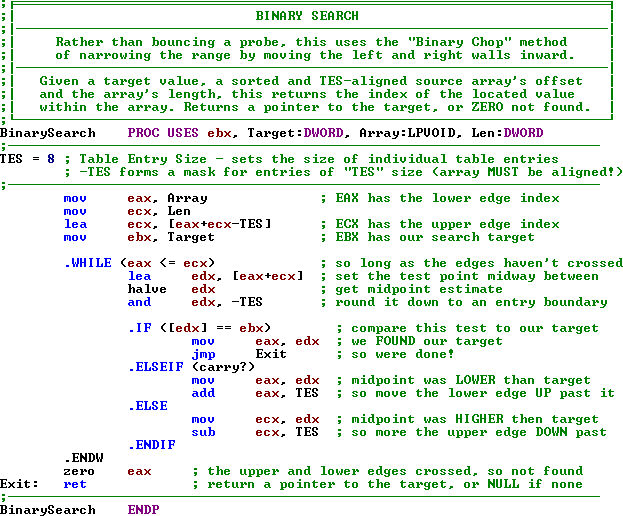 ;                    BINARY SEARCH
;      Rather than bouncing a probe, this uses the "Binary Chop" method
;      of narrowing the range by moving the left and right walls inward.
;    Given a target value, a sorted and TES-aligned source array's offset
;    and the array's length, this returns the index of the located value
;    within the array. Returns a pointer to the target, or ZERO not found.
BinarySearch    PROC USES ebx, Target:DWORD, Array:LPVOID, Len:DWORD
TES = 8 ; Table Entry Size - sets the size of individual table entries
        ; -TES forms a mask for entries of "TES" size (array MUST be aligned!)
        mov     eax, Array              ; EAX has the lower edge index
        mov     ecx, Len
        lea     ecx, [eax+ecx-TES]      ; ECX has the upper edge index
        mov     ebx, Target             ; EBX has our search target
        .WHILE (eax <= ecx)             ; so long as the edges haven't crossed
                lea     edx, [eax+ecx]  ; set the test point midway between
                halve   edx             ; get midpoint estimate
                and     edx, -TES       ; round it down to an entry boundary
                .IF ([edx] == ebx)        ; compare this test to our target
                        mov     eax, edx  ; we FOUND our target
                        jmp     Exit      ; so were done!
                .ELSEIF (carry?)
                        mov     eax, edx  ; midpoint was LOWER than target
                        add     eax, TES  ; so move the lower edge UP past it
                .ELSE
                        mov     ecx, edx  ; midpoint was HIGHER then target
                        sub     ecx, TES  ; so more the upper edge DOWN past
                .ENDIF
        .ENDW
        zero    eax     ; the upper and lower edges crossed, so not found
Exit:   ret             ; return a pointer to the target, or NULL if none
BinarySearch    ENDP